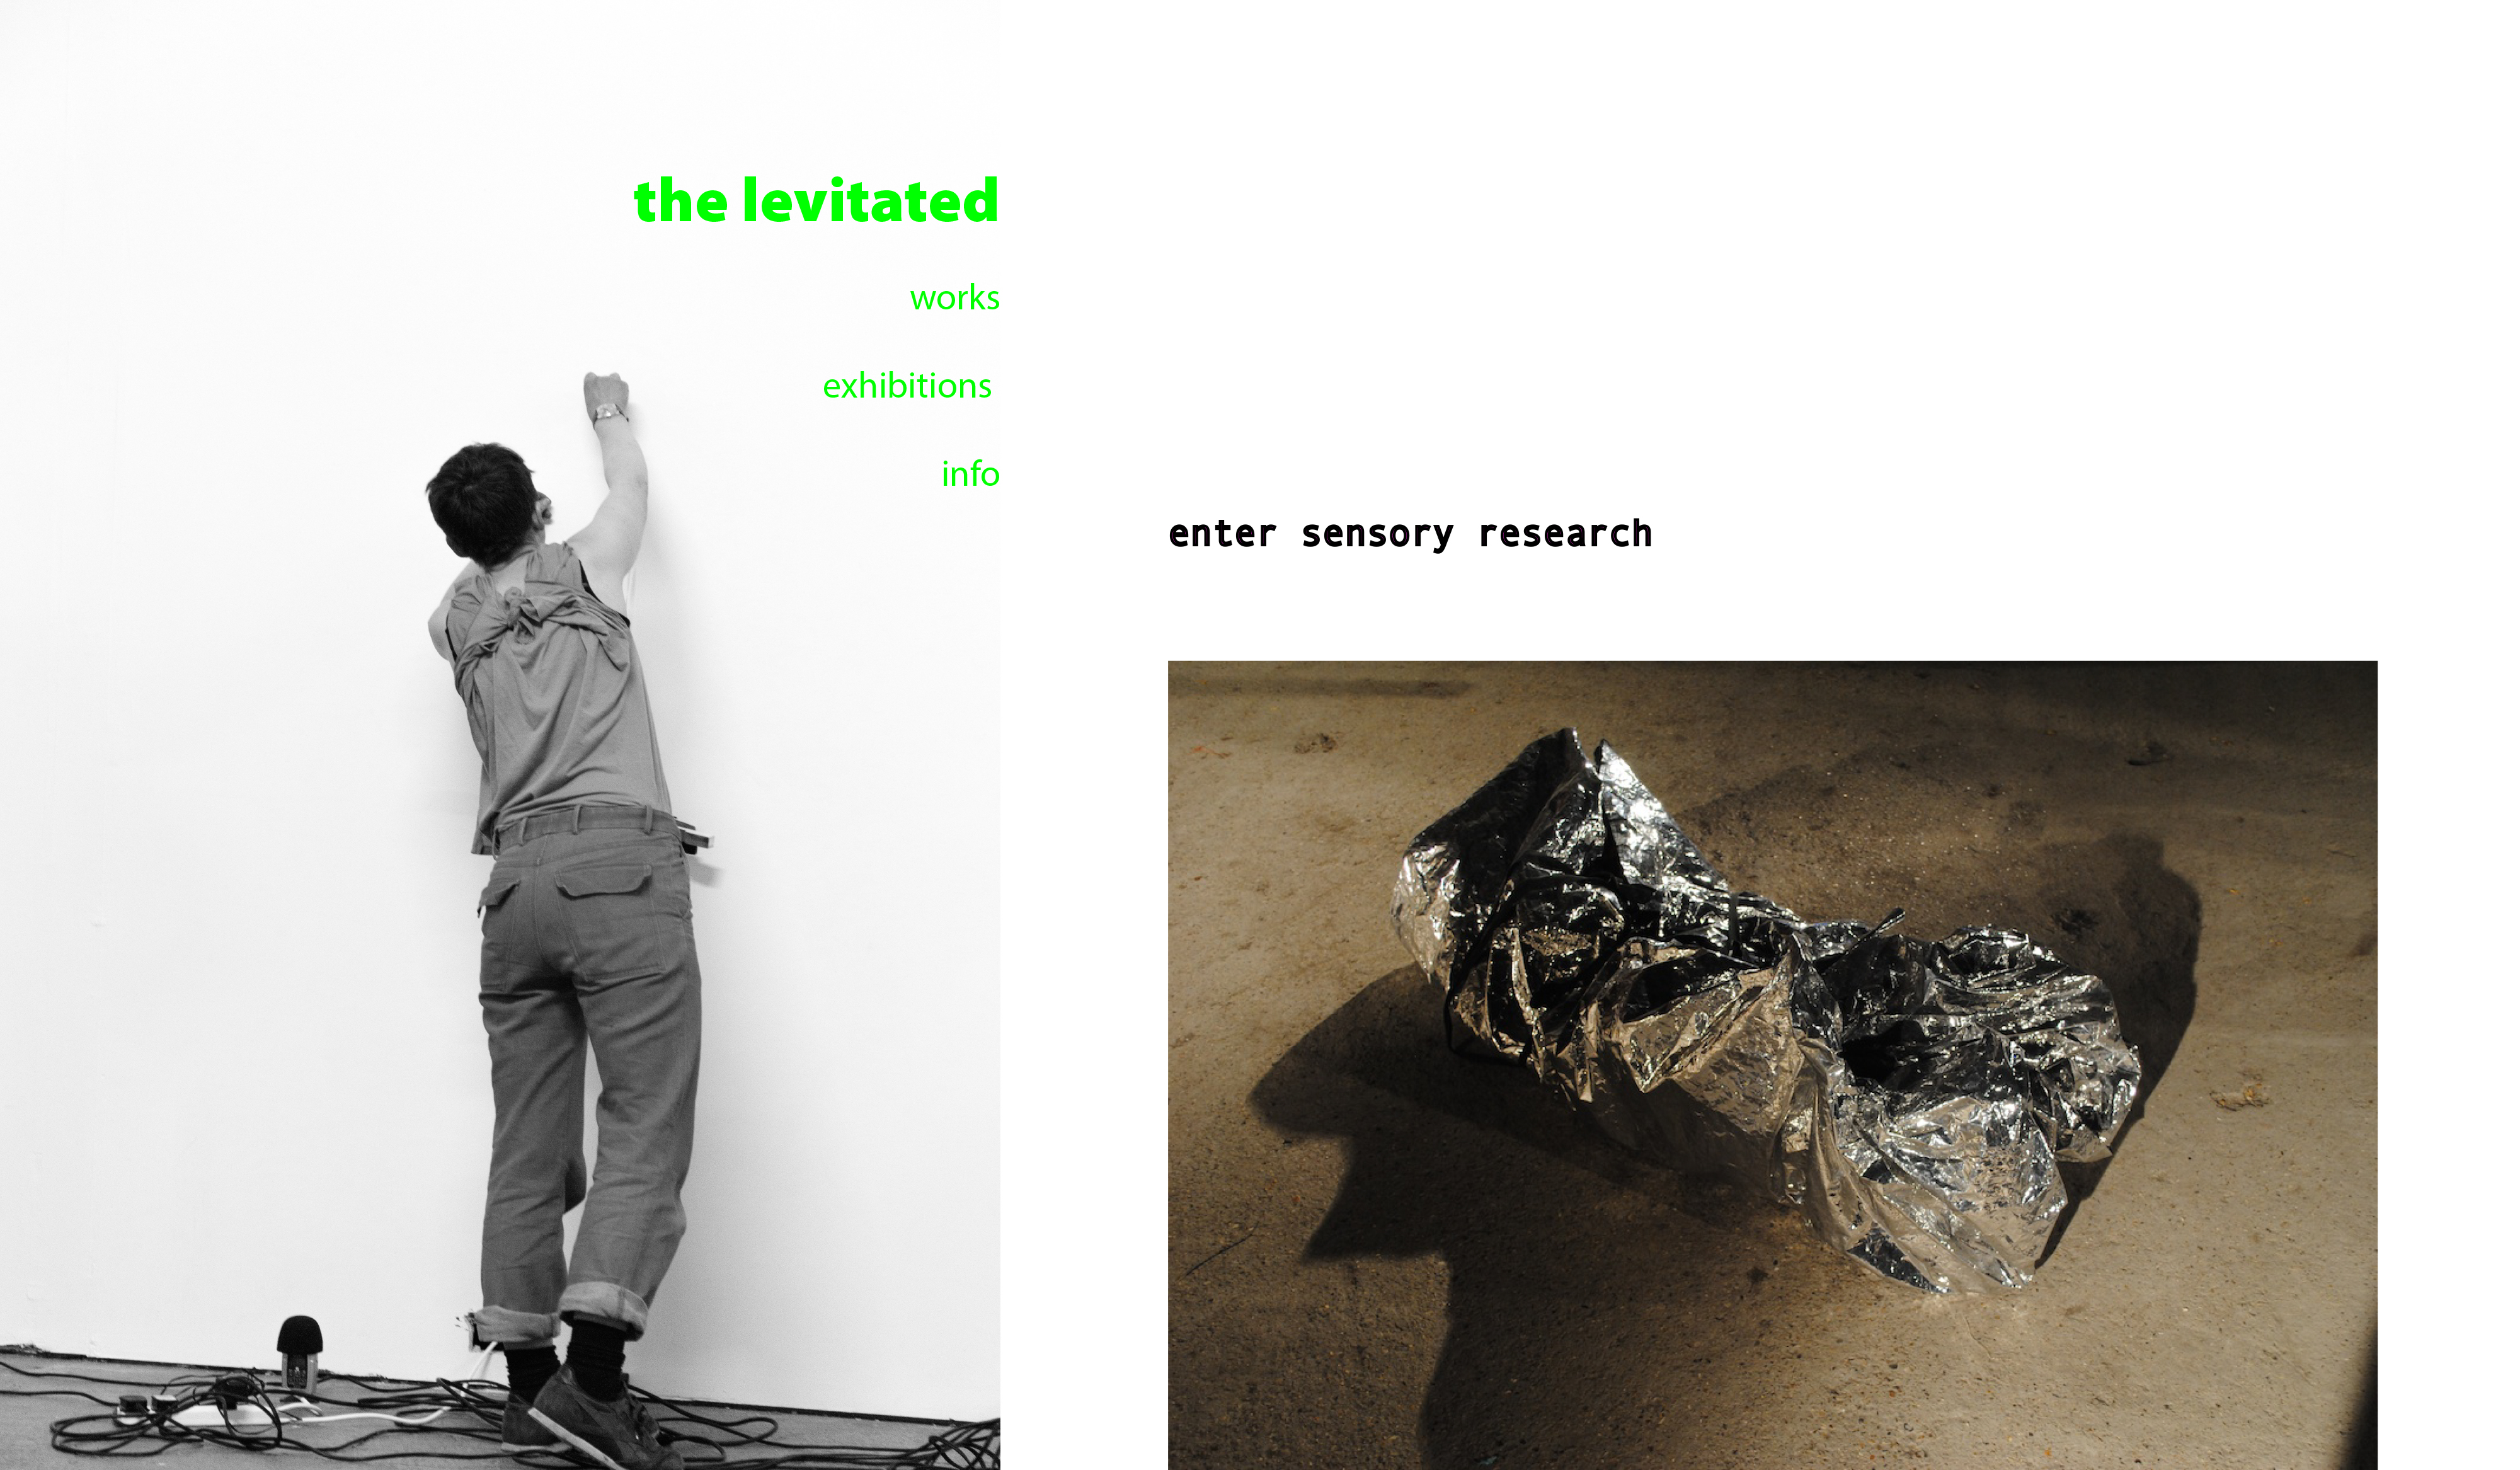 the levitated
works
exhibitions
info
enter sensory research